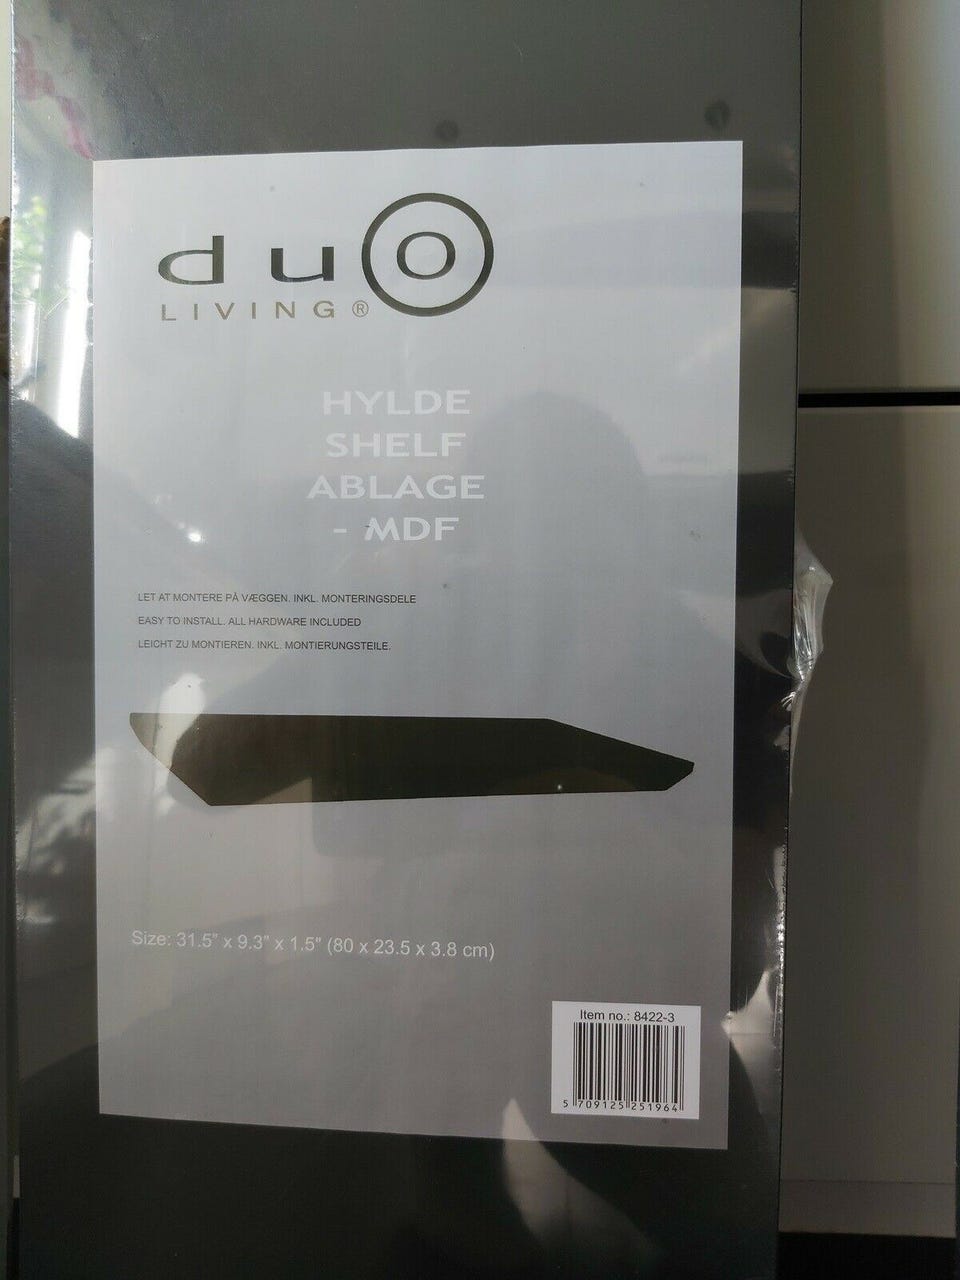 duo
LIVING®
HYLDE
SHELF
ABLAGE
- MDF
LET AT MONTERE PÅ VÆGGEN. INKL. MONTERINGSDELE
EASY TO INSTALL. ALL HARDWARE INCLUDED
LEICHT ZU MONTIEREN. INKL. MONTIERUNGSTEILE.
Size: 31.5" x 9.3" x 1.5" (80 x 23.5 x 3.8 cm)
Item no.: 8422-3
5 709125 251964